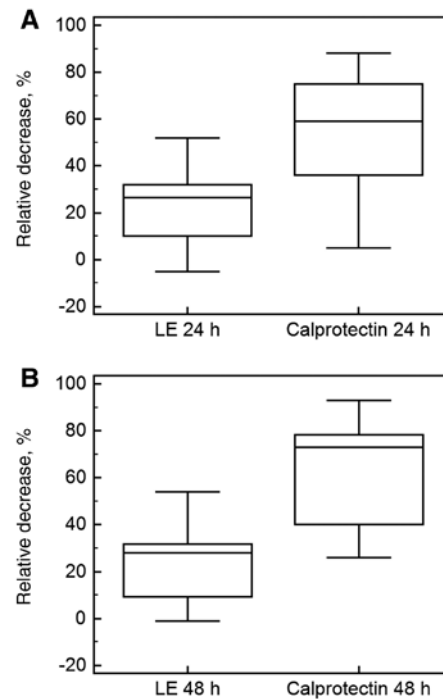 A
Relative decrease, %
100
80
60
40
20
0
-20
LE 24 h
Calprotectin 24 h
B
Relative decrease, %
100
80
60
40
20
0
-20
LE 48 h
Calprotectin 48 h